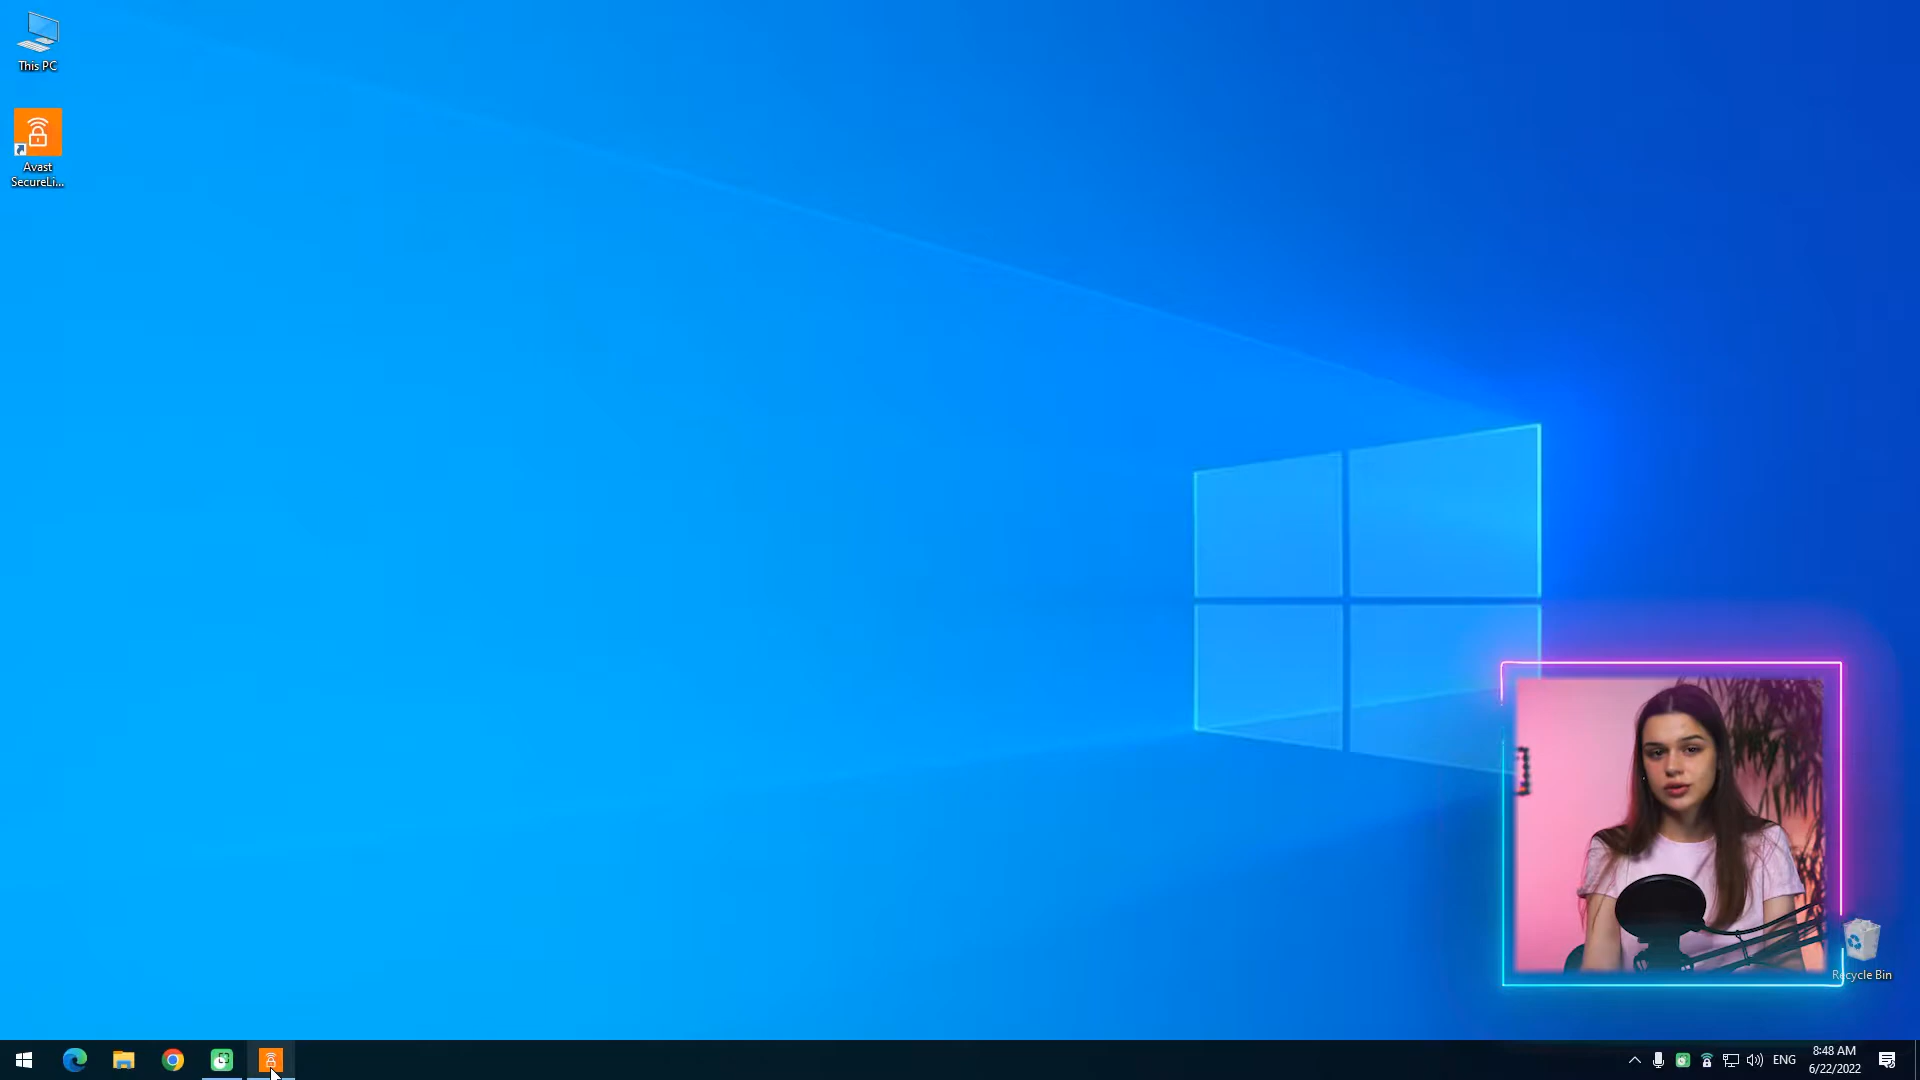 This PC
Avast
SecureLi...
Recycle Bin
ENG
8:48 AM
6/22/2022